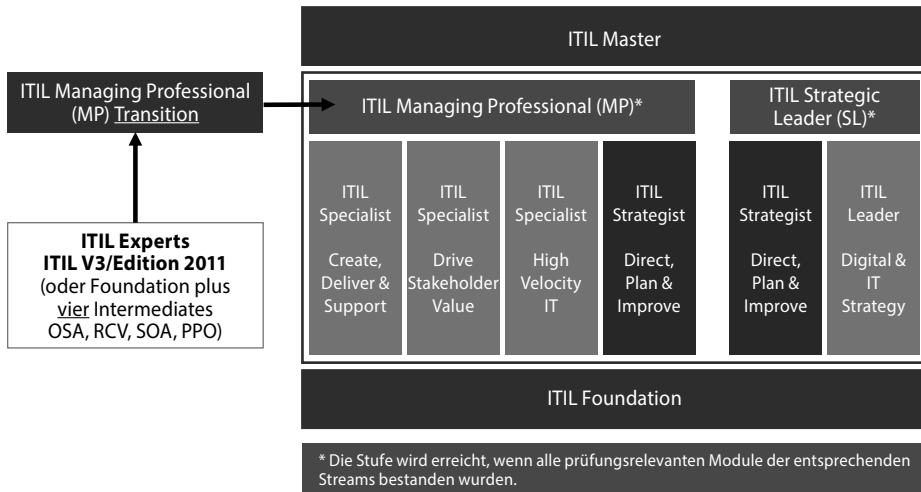 ITIL Master
ITIL Managing Professional
(MP) Transition
ITIL Managing Professional (MP)*
ITIL Strategic
Leader (SL)*
ITIL
Specialist
Create,
Deliver &
Support
ITIL
Specialist
Drive
Stakeholder
Value
ITIL
Specialist
High
Velocity
IT
ITIL
Strategist
Direct,
Plan &
Improve
ITIL
Strategist
Direct,
Plan &
Improve
ITIL
Leader
Digital &
IT
Strategy
ITIL Experts
ITIL V3/Edition 2011
(oder Foundation plus
vier Intermediates
OSA, RCV, SOA, PPO)
ITIL Foundation
* Die Stufe wird erreicht, wenn alle prüfungsrelevanten Module der entsprechenden
Streams bestanden wurden.